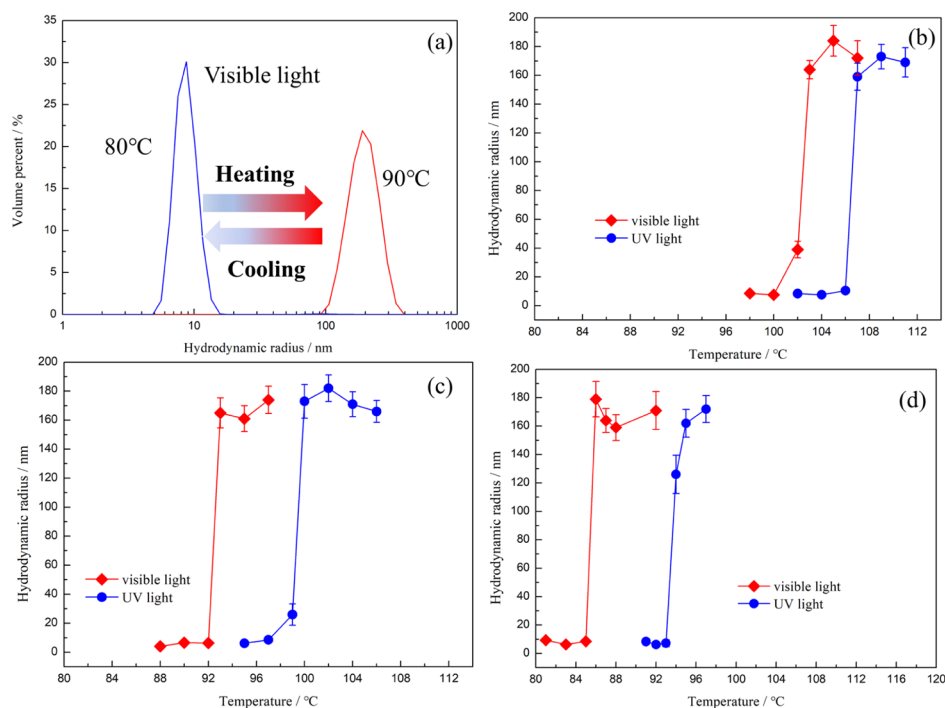 (a)
Visible light
80℃
90℃
Heating
Cooling
Volume percent / %
35
30
25
20
15
10
5
0
1 10 100 1000
Hydrodynamic radius / nm
(b)
visible light
UV light
Hydrodynamic radius / nm
200
180
160
140
120
100
80
60
40
20
0
80 84 88 92 96 100 104 108 112
Temperature / ℃
(c)
visible light
UV light
Hydrodynamic radius / nm
200
180
160
140
120
100
80
60
40
20
0
80 84 88 92 96 100 104 108 112
Temperature / ℃
(d)
visible light
UV light
Hydrodynamic radius / nm
200
180
160
140
120
100
80
60
40
20
0
80 84 88 92 96 100 104 108 112 116 120
Temperature / ℃